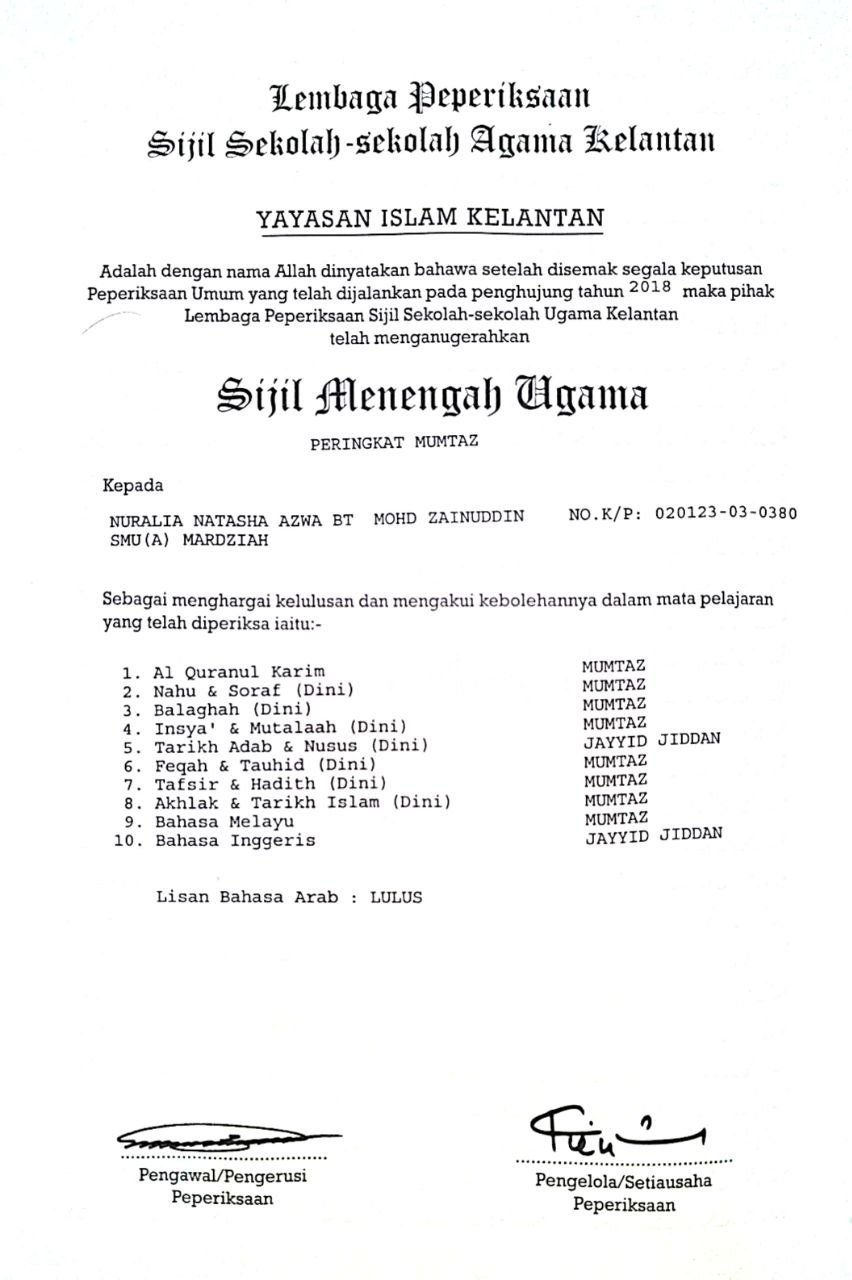 Lembaga Peperiksaan
Sijil Sekolah-sekolah Agama Kelantan
YAYASAN ISLAM KELANTAN
Adalah dengan nama Allah dinyatakan bahawa setelah disemak segala keputusan
Peperiksaan Umum yang telah dijalankan pada penghujung tahun 2018 maka pihak
Lembaga Peperiksaan Sijil Sekolah-sekolah Ugama Kelantan
telah menganugerahkan
Sijil Menengah Ugama
PERINGKAT MUMTAZ
Kepada
NURALIA NATASHA AZWA BT MOHD ZAINUDDIN NO.K/P: 020123-03-0380
SMU(A) MARDZIAH
Sebagai menghargai kelulusan dan mengakui kebolehannya dalam mata pelajaran
yang telah diperiksa iaitu:-
1. Al Quranul Karim MUMTAZ
2. Nahu & Soraf (Dini) MUMTAZ
3. Balaghah (Dini) MUMTAZ
4. Insya' & Mutalaah (Dini) MUMTAZ
5. Tarikh Adab & Nusus (Dini) JAYYID JIDDAN
6. Feqah & Tauhid (Dini) MUMTAZ
7. Tafsir & Hadith (Dini) MUMTAZ
8. Akhlak & Tarikh Islam (Dini) MUMTAZ
9. Bahasa Melayu MUMTAZ
10. Bahasa Inggeris JAYYID JIDDAN
Lisan Bahasa Arab : LULUS
Pengawal/Pengerusi
Peperiksaan
Pengelola/Setiausaha
Peperiksaan